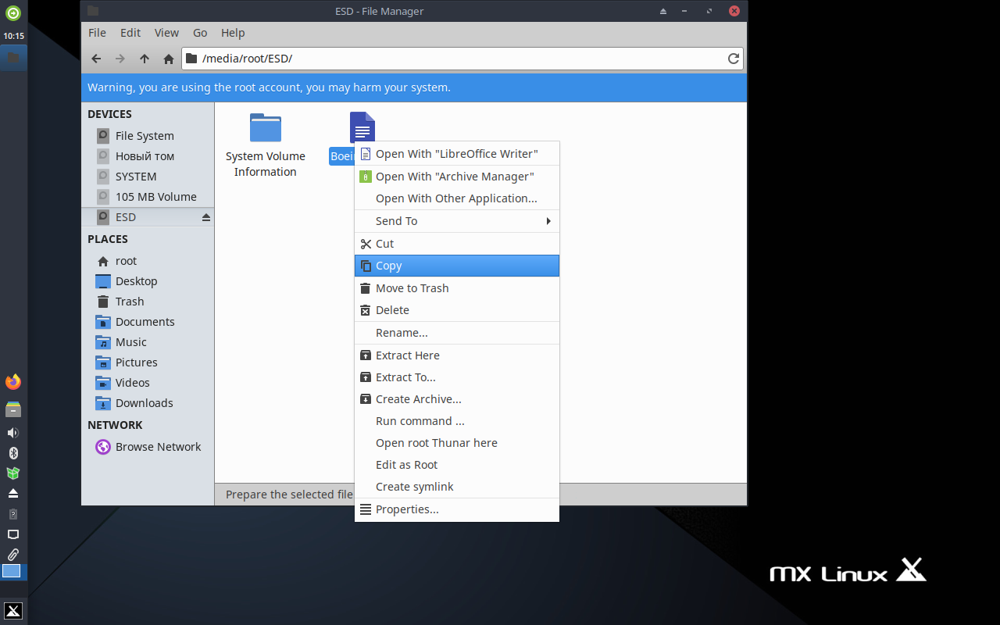 ESD - File Manager
10:15
File Edit View Go Help
/media/root/ESD/
Warning, you are using the root account, you may harm your system.
DEVICES
File System
Новый том
SYSTEM
105 MB Volume
ESD
PLACES
root
Desktop
Trash
Documents
Music
Pictures
Videos
Downloads
NETWORK
Browse Network
System Volume
Information
Open With "LibreOffice Writer"
Open With "Archive Manager"
Open With Other Application...
Send To
Cut
Copy
Move to Trash
Delete
Rename...
Extract Here
Extract To...
Create Archive...
Run command ...
Open root Thunar here
Edit as Root
Create symlink
Properties...
Prepare the selected file
MX Linux